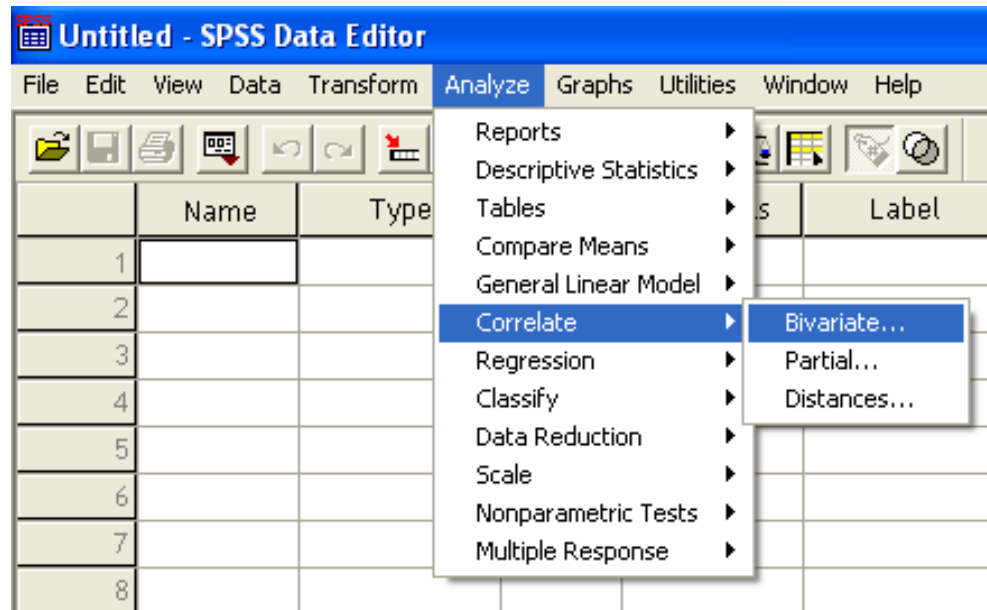 SPSS
Untitled - SPSS Data Editor
File Edit View Data Transform Analyze Graphs Utilities Window Help
Name Type Label
Reports
Descriptive Statistics
Tables
Compare Means
General Linear Model
Correlate
Regression
Classify
Data Reduction
Scale
Nonparametric Tests
Multiple Response
Bivariate...
Partial...
Distances...
1
2
3
4
5
6
7
8